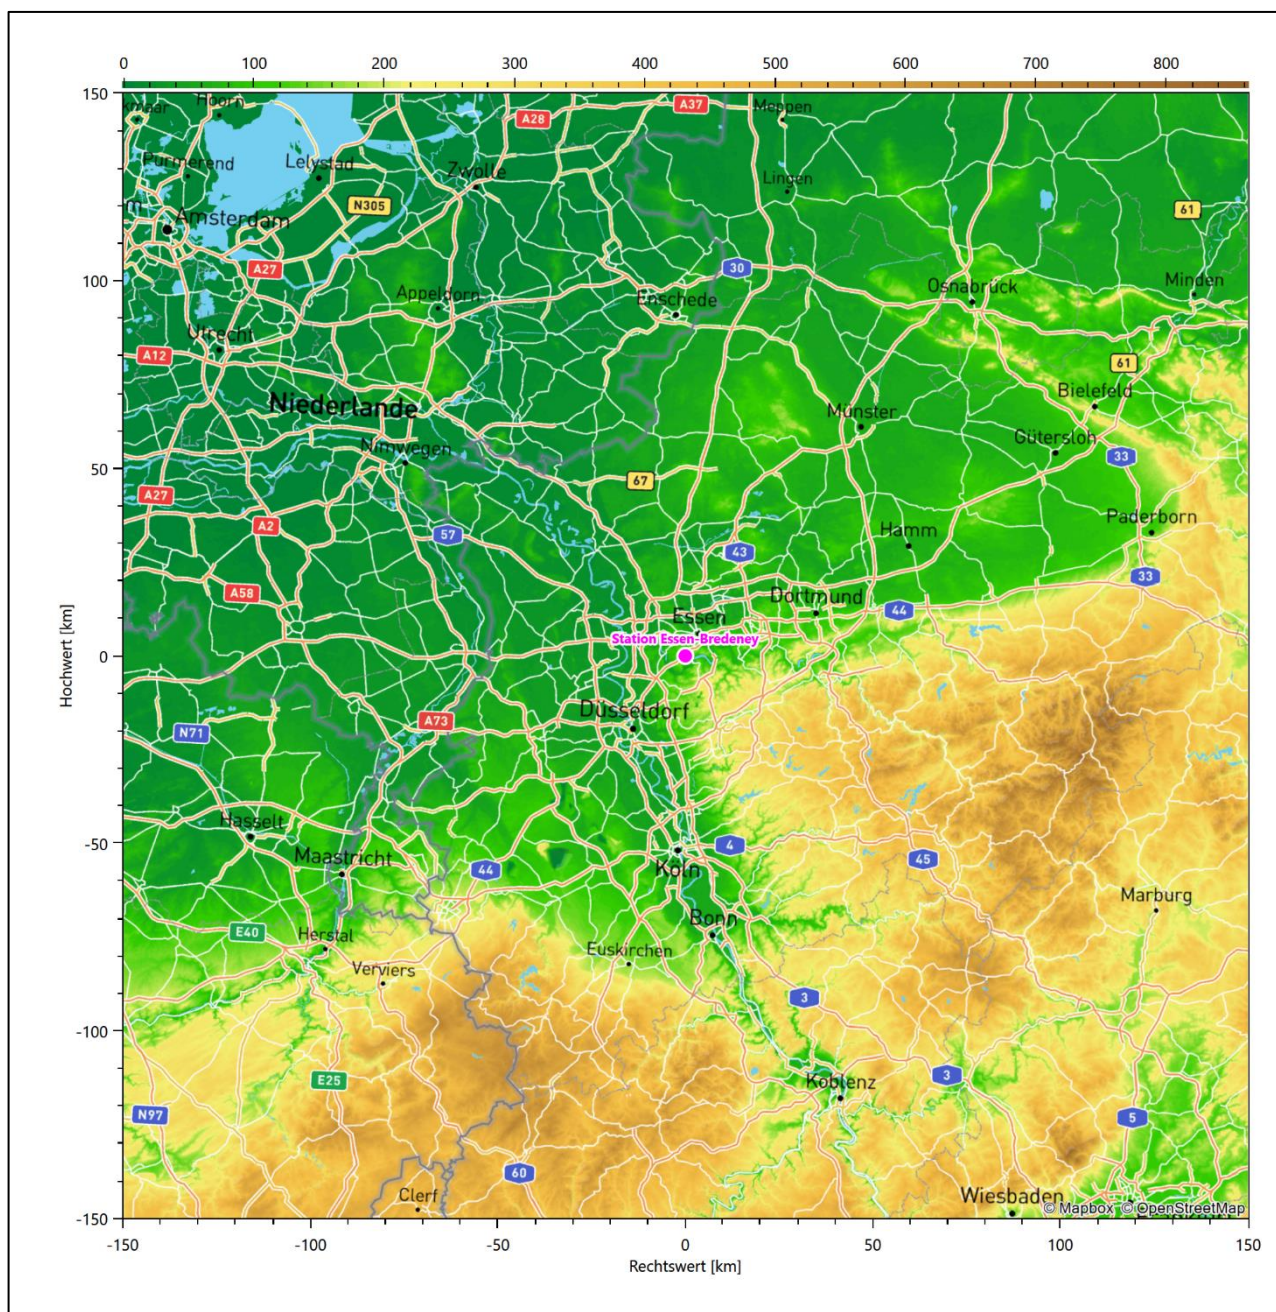 0 100 200 300 400 500 600 700 800
150
kmaar Hoorn A28 A37 Meppen
Purmerend Lelystad Zwolle Lingen
m N305 61
Amsterdam
A27 30
100 Appeldorn Enschede Osnabrück Minden
Utrecht
A12 61
Niederlande Bielefeld
Münster
Nimwegen Gütersloh
50 67 33
A27
A2 57 Hamm Paderborn
43
33
A58 Dortmund 44
Essen
Station Essen-Bredeney
0
Hochwert [km]
Düsseldorf
A73
N71
Hasselt
-50 Maastricht 4
Köln 45
44
Marburg
Bonn
E40 Herstal Euskirchen
Verviers
3
-100
Koblenz 3
E25
N97 5
60
Clerf Wiesbaden
© Mapbox © OpenStreetMap
-150
-150 -100 -50 0 50 100 150
Rechtswert [km]